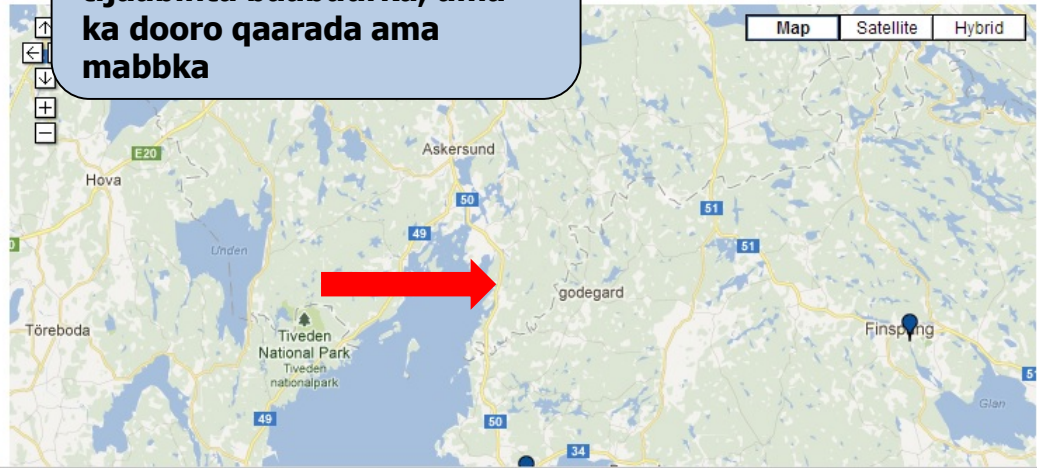 ka dooro qaarada ama
mabbka
Map Satellite Hybrid
E20
Askersund
Hova
50
51
49
51
Unden
godegard
Töreboda
Tiveden
National Park
Tiveden
nationalpark
Finspång
51
Glan
49
50
34